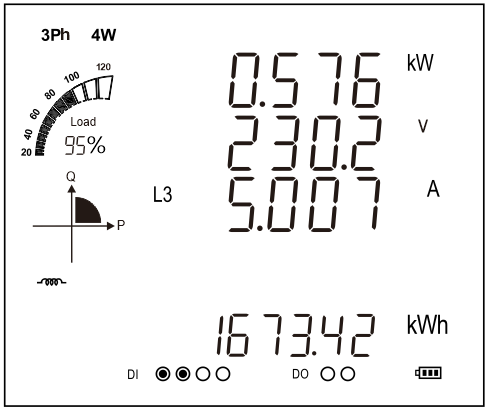 3Ph 4W
120
100
80
60
40
20
Load
95%
0.576 kW
230.2 V
L3
5.007 A
Q
P
1673.42 kWh
DI
DO